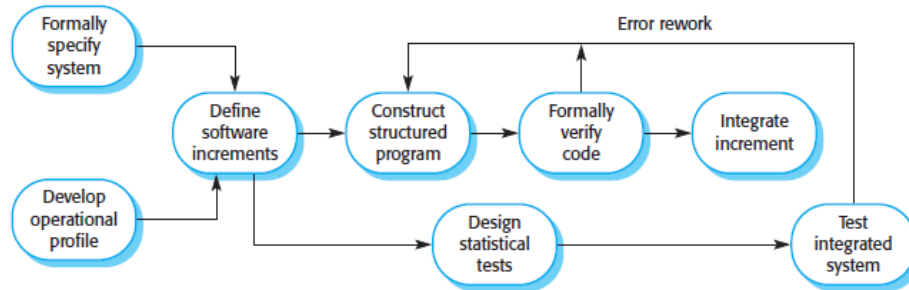 Formally
specify
system
Error rework
Define
software
increments
Construct
structured
program
Formally
verify
code
Integrate
increment
Develop
operational
profile
Design
statistical
tests
Test
integrated
system